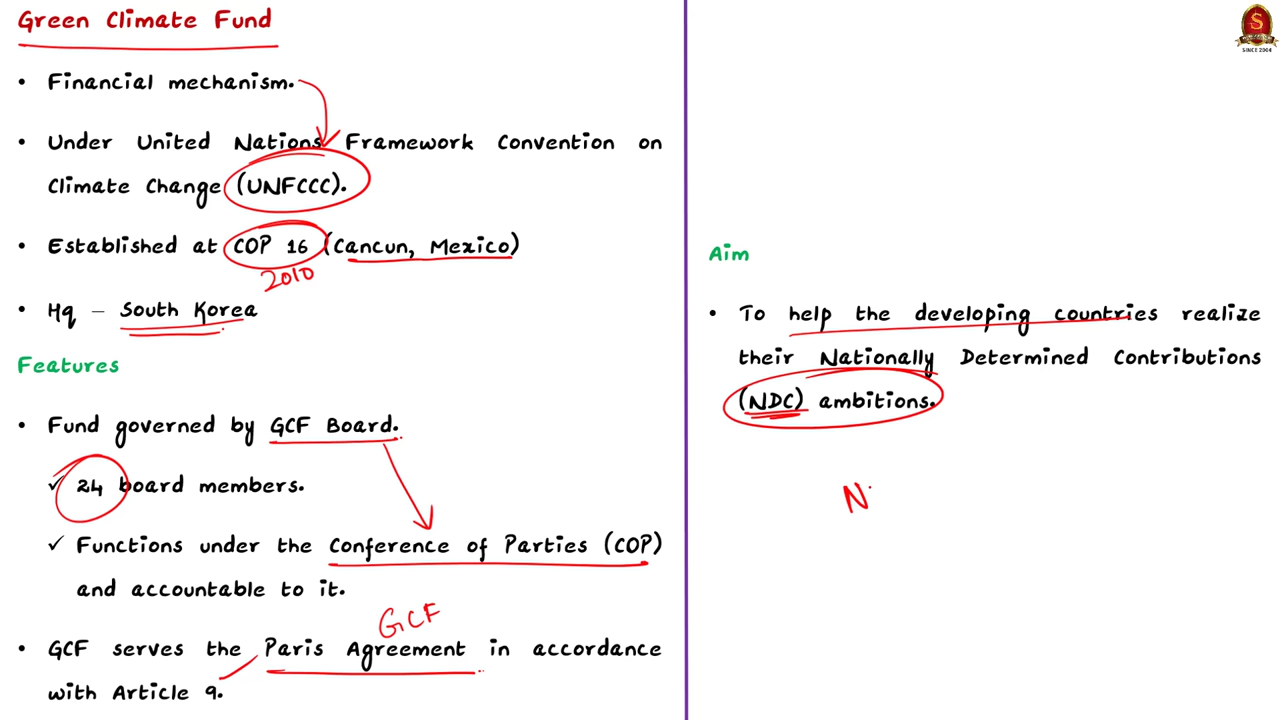 Green Climate Fund
• Financial mechanism.
• Under United Nations Framework Convention on
Climate Change (UNFCCC).
• Established at COP 16 (Cancun, Mexico)
2010
• Hq – South Korea
Features
• Fund governed by GCF Board.
✓ 24 board members.
✓ Functions under the Conference of Parties (COP)
and accountable to it.
GCF
• GCF serves the Paris Agreement in accordance
with Article 9.
Aim
• To help the developing countries realize
their Nationally Determined Contributions
(NDC) ambitions.
N
S
SINCE 2004